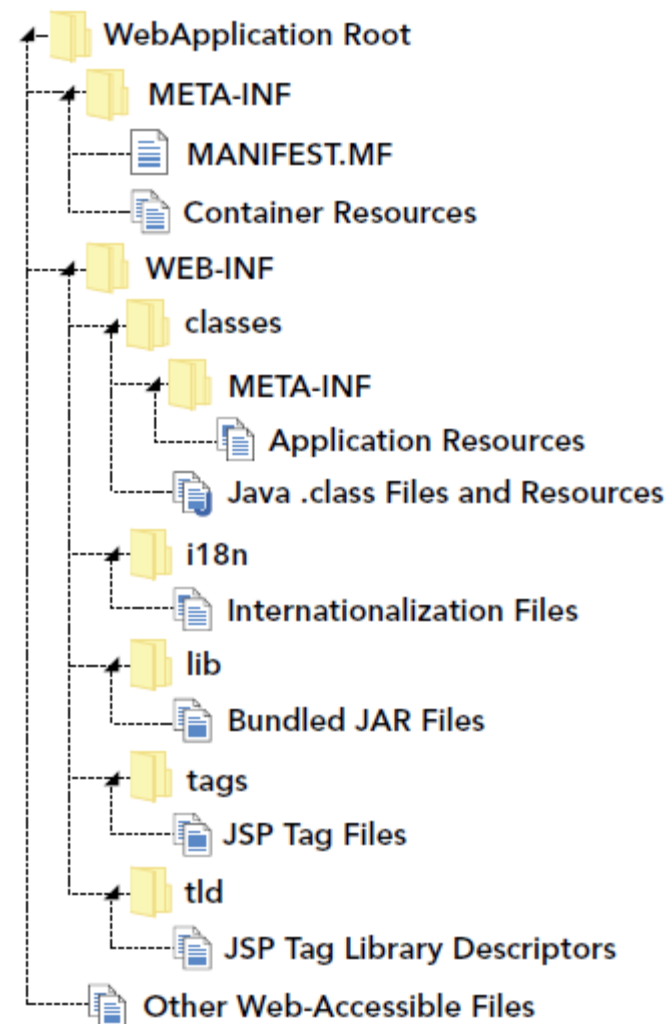 WebApplication Root
META-INF
MANIFEST.MF
Container Resources
WEB-INF
classes
META-INF
Application Resources
Java .class Files and Resources
i18n
Internationalization Files
lib
Bundled JAR Files
tags
JSP Tag Files
tld
JSP Tag Library Descriptors
Other Web-Accessible Files